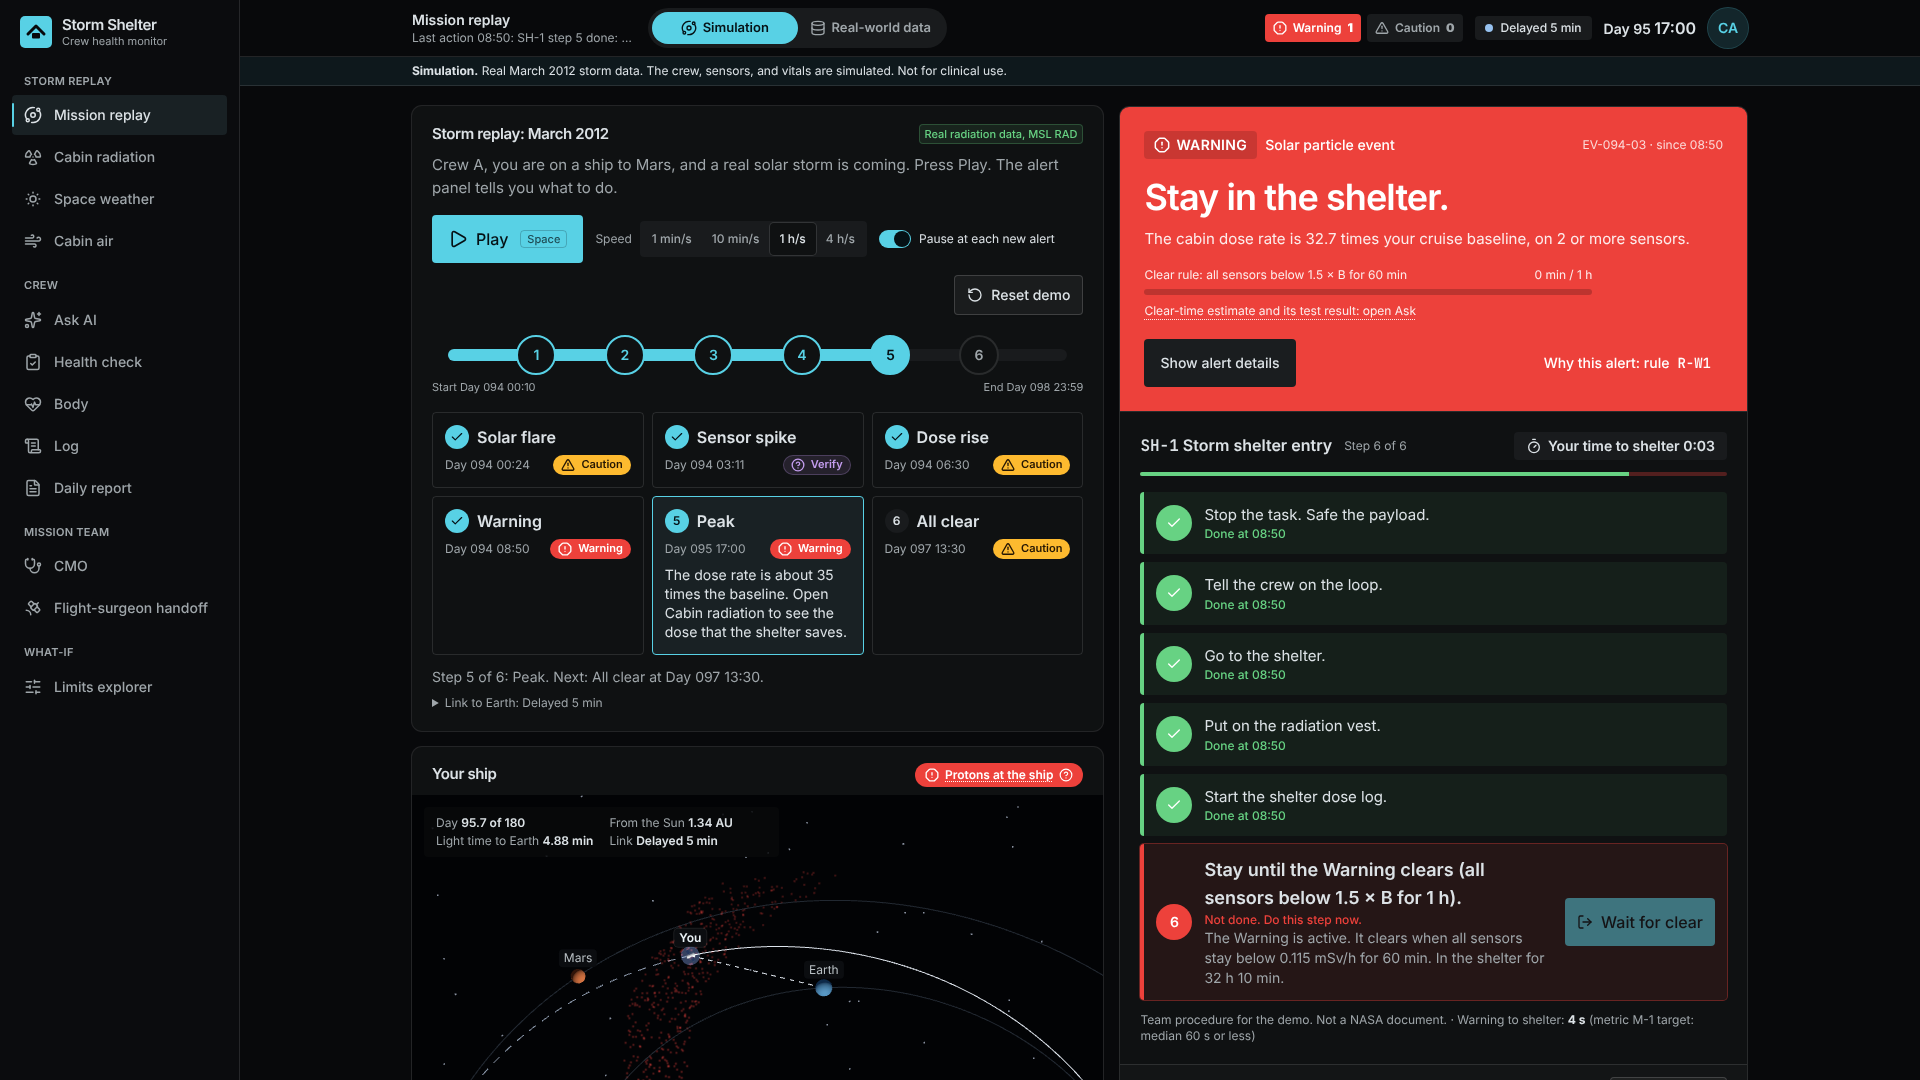 Storm Shelter
Crew health monitor
STORM REPLAY
Mission replay
Cabin radiation
Space weather
Cabin air
CREW
Ask AI
Health check
Body
Log
Daily report
MISSION TEAM
CMO
Flight-surgeon handoff
WHAT-IF
Limits explorer
Mission replay
Last action 08:50: SH-1 step 5 done: ...
Simulation
Real-world data
Warning 1
Caution 0
Delayed 5 min
Day 95 17:00
CA
Simulation. Real March 2012 storm data. The crew, sensors, and vitals are simulated. Not for clinical use.
Storm replay: March 2012
Real radiation data, MSL RAD
Crew A, you are on a ship to Mars, and a real solar storm is coming. Press Play. The alert
panel tells you what to do.
Play Space
Speed 1 min/s 10 min/s 1 h/s 4 h/s
Pause at each new alert
Reset demo
1 2 3 4 5 6
Start Day 094 00:10
End Day 098 23:59
Solar flare
Day 094 00:24 Caution
Sensor spike
Day 094 03:11 Verify
Dose rise
Day 094 06:30 Caution
Warning
Day 094 08:50 Warning
5 Peak
Day 095 17:00 Warning
The dose rate is about 35
times the baseline. Open
Cabin radiation to see the
dose that the shelter saves.
6 All clear
Day 097 13:30 Caution
Step 5 of 6: Peak. Next: All clear at Day 097 13:30.
Link to Earth: Delayed 5 min
Your ship
Protons at the ship
Day 95.7 of 180
From the Sun 1.34 AU
Light time to Earth 4.88 min
Link Delayed 5 min
You
Mars
Earth
WARNING Solar particle event
EV-094-03 · since 08:50
Stay in the shelter.
The cabin dose rate is 32.7 times your cruise baseline, on 2 or more sensors.
Clear rule: all sensors below 1.5 × B for 60 min
0 min / 1 h
Clear-time estimate and its test result: open Ask
Show alert details
Why this alert: rule R-W1
SH-1 Storm shelter entry Step 6 of 6
Your time to shelter 0:03
Stop the task. Safe the payload.
Done at 08:50
Tell the crew on the loop.
Done at 08:50
Go to the shelter.
Done at 08:50
Put on the radiation vest.
Done at 08:50
Start the shelter dose log.
Done at 08:50
6
Stay until the Warning clears (all
sensors below 1.5 × B for 1 h).
Not done. Do this step now.
The Warning is active. It clears when all sensors
stay below 0.115 mSv/h for 60 min. In the shelter for
32 h 10 min.
Wait for clear
Team procedure for the demo. Not a NASA document. · Warning to shelter: 4 s (metric M-1 target:
median 60 s or less)